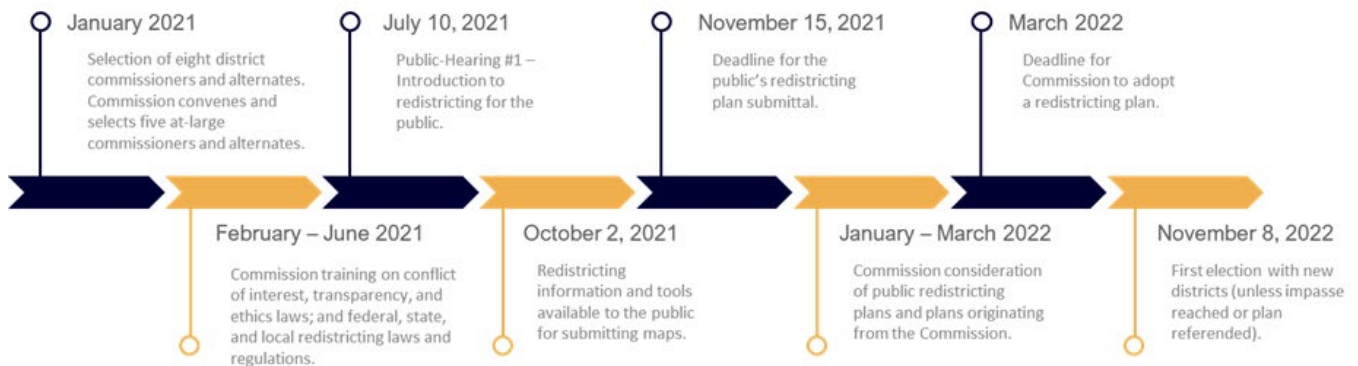 January 2021
Selection of eight district
commissioners and alternates.
Commission convenes and
selects five at-large
commissioners and alternates.
July 10, 2021
Public-Hearing #1 –
Introduction to
redistricting for the
public.
November 15, 2021
Deadline for the
public's redistricting
plan submittal.
March 2022
Deadline for
Commission to adopt
a redistricting plan.
February – June 2021
Commission training on conflict
of interest, transparency, and
ethics laws; and federal, state,
and local redistricting laws and
regulations.
October 2, 2021
Redistricting
information and tools
available to the public
for submitting maps.
January – March 2022
Commission consideration
of public redistricting
plans and plans originating
from the Commission.
November 8, 2022
First election with new
districts (unless impasse
reached or plan
referended).